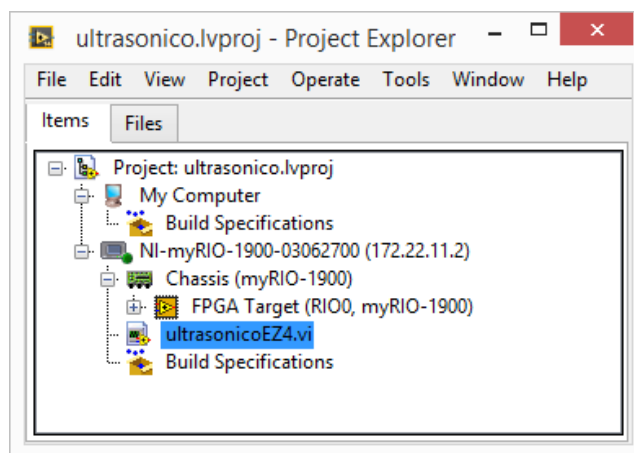 ultrasonico.lvproj - Project Explorer
File Edit View Project Operate Tools Window Help
Items Files
Project: ultrasonico.lvproj
My Computer
Build Specifications
NI-myRIO-1900-03062700 (172.22.11.2)
Chassis (myRIO-1900)
FPGA Target (RIO0, myRIO-1900)
ultrasonicoEZ4.vi
Build Specifications